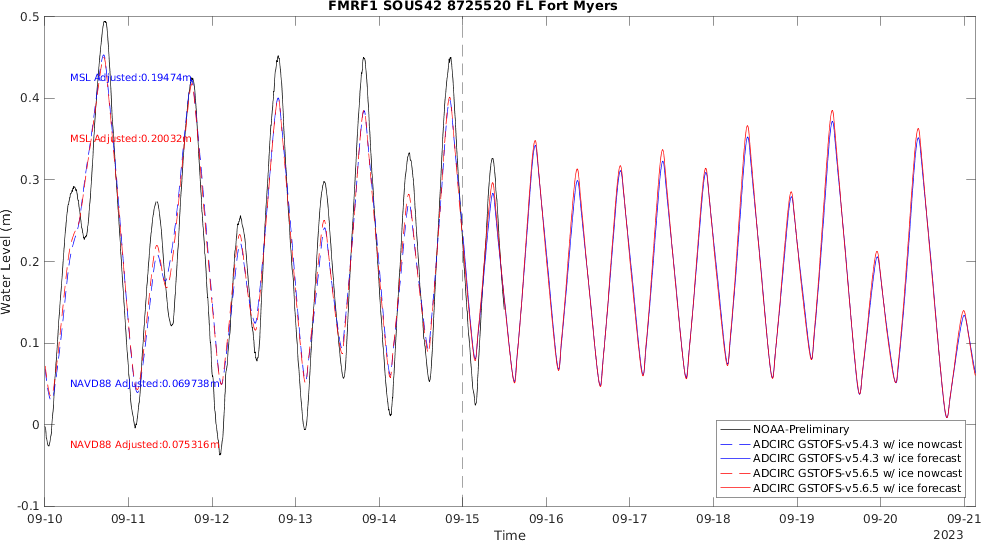 FMRF1 SOUS42 8725520 FL Fort Myers
0.5
0.4
0.3
0.2
0.1
0
-0.1
Water Level (m)
MSL Adjusted:0.19474m
MSL Adjusted:0.20032m
NAVD88 Adjusted:0.069738m
NAVD88 Adjusted:0.075316m
NOAA-Preliminary
ADCIRC GSTOFS-v5.4.3 w/ ice nowcast
ADCIRC GSTOFS-v5.4.3 w/ ice forecast
ADCIRC GSTOFS-v5.6.5 w/ ice nowcast
ADCIRC GSTOFS-v5.6.5 w/ ice forecast
09-10 09-11 09-12 09-13 09-14 09-15 09-16 09-17 09-18 09-19 09-20 09-21
Time
2023